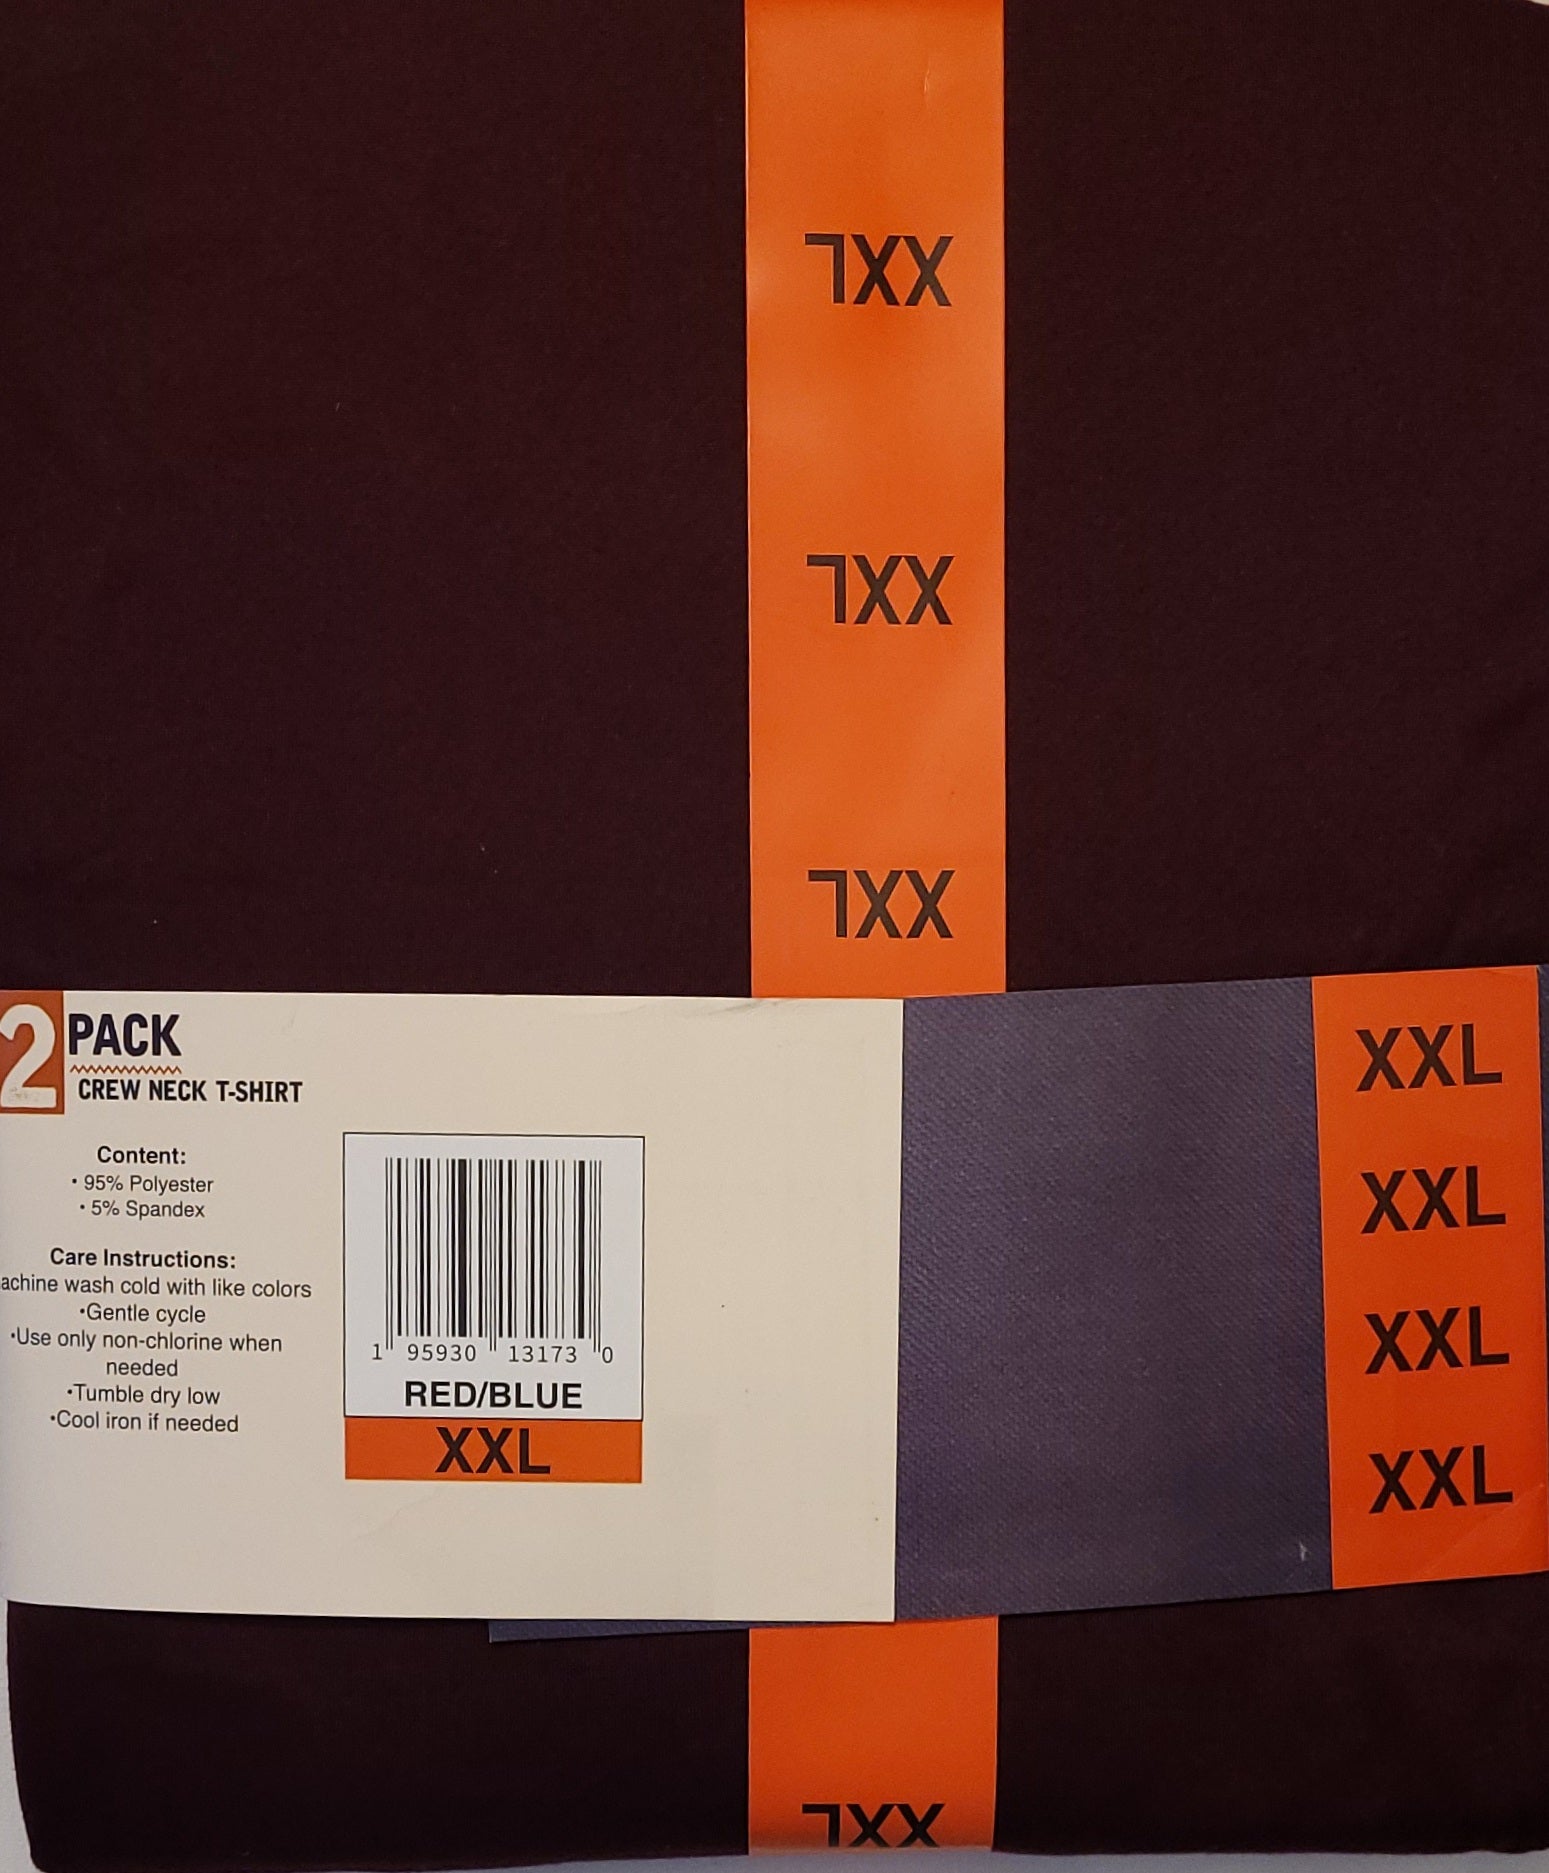 XXL
XXL
XXL
2 PACK
CREW NECK T-SHIRT
Content:
• 95% Polyester
• 5% Spandex
Care Instructions:
achine wash cold with like colors
•Gentle cycle
•Use only non-chlorine when
needed
•Tumble dry low
•Cool iron if needed
1 95930 13173 0
RED/BLUE
XXL
XXL
XXL
XXL
XXL
XXL